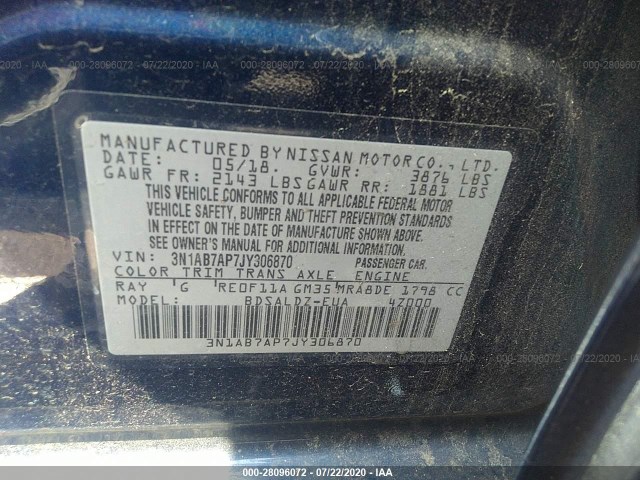 000-28096072 - 07/22/2020 - IAA
MANUFACTURED BY NISSAN MOTOR CO., LTD.
DATE: 05/18. GVWR: 3876 LBS
GAWR FR: 2143 LBS GAWR RR: 1881 LBS
THIS VEHICLE CONFORMS TO ALL APPLICABLE FEDERAL MOTOR
VEHICLE SAFETY, BUMPER AND THEFT PREVENTION STANDARDS
IN EFFECT ON THE DATE OF MANUFACTURE SHOWN ABOVE.
SEE OWNER'S MANUAL FOR ADDITIONAL INFORMATION.
VIN: 3N1AB7AP7JY306870 PASSENGER CAR.
COLOR TRIM TRANS AXLE ENGINE
RAY G RE0F11A GM35 MRA8DE 1798 CC
MODEL: BDSALDZ-EUA 4Z000
3N1AB7AP7JY306870
000-28096072 - 07/22/2020 - IAA